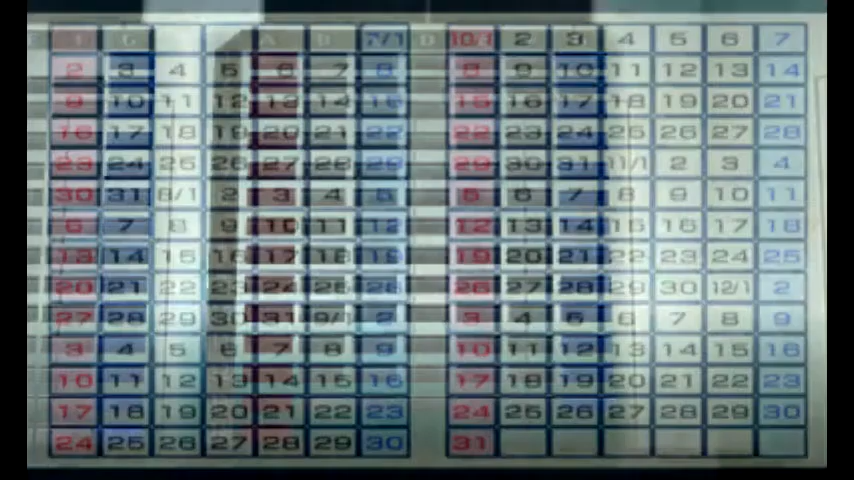 7/1 10/1 2 3 4 5 6 7
2 3 4 5 6 7 8 8 9 10 11 12 13 14
9 10 11 12 13 14 15 15 16 17 18 19 20 21
16 17 18 19 20 21 22 22 23 24 25 26 27 28
23 24 25 26 27 28 29 29 30 31 11/1 2 3 4
30 31 8/1 2 3 4 5 5 6 7 8 9 10 11
6 7 8 9 10 11 12 12 13 14 15 16 17 18
13 14 15 16 17 18 19 19 20 21 22 23 24 25
20 21 22 23 24 25 26 26 27 28 29 30 12/1 2
27 28 29 30 31 9/1 2 3 4 5 6 7 8 9
3 4 5 6 7 8 9 10 11 12 13 14 15 16
10 11 12 13 14 15 16 17 18 19 20 21 22 23
17 18 19 20 21 22 23 24 25 26 27 28 29 30
24 25 26 27 28 29 30 31